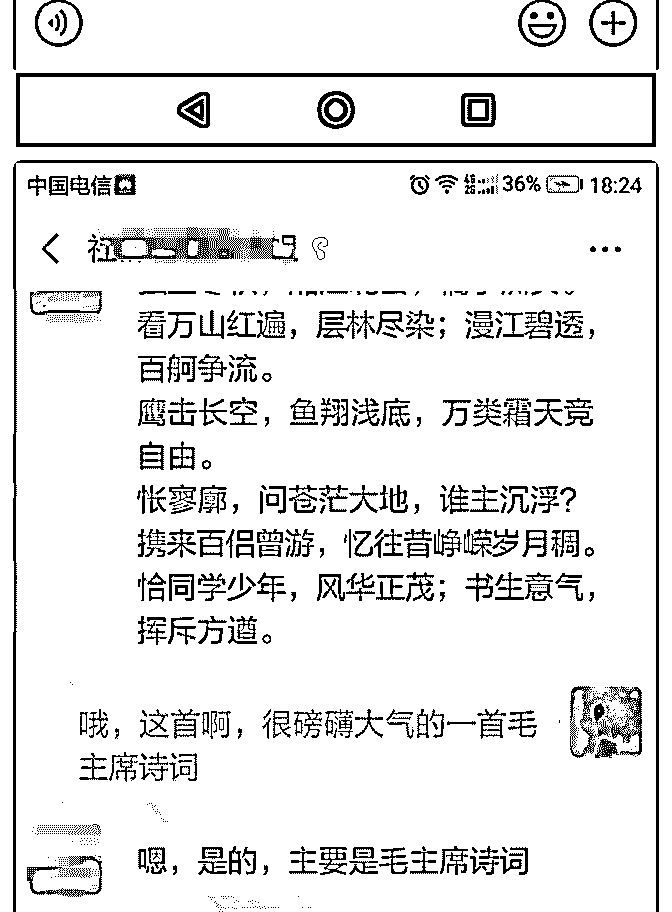 中国电信 36% 18:24
看万山红遍，层林尽染；漫江碧透，
百舸争流。
鹰击长空，鱼翔浅底，万类霜天竞
自由。
怅寥廓，问苍茫大地，谁主沉浮？
携来百侣曾游，忆往昔峥嵘岁月稠。
恰同学少年，风华正茂；书生意气，
挥斥方遒。
哦，这首啊，很磅礴大气的一首毛
主席诗词
嗯，是的，主要是毛主席诗词